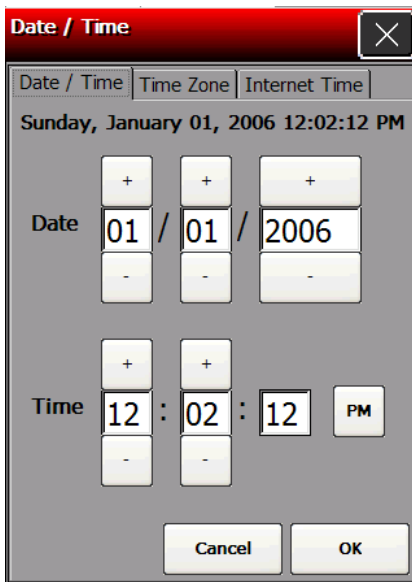 Date / Time
Date / Time Time Zone Internet Time
Sunday, January 01, 2006 12:02:12 PM
+ + +
Date 01 / 01 / 2006
- - -
+ +
Time 12 : 02 : 12 PM
- -
Cancel OK